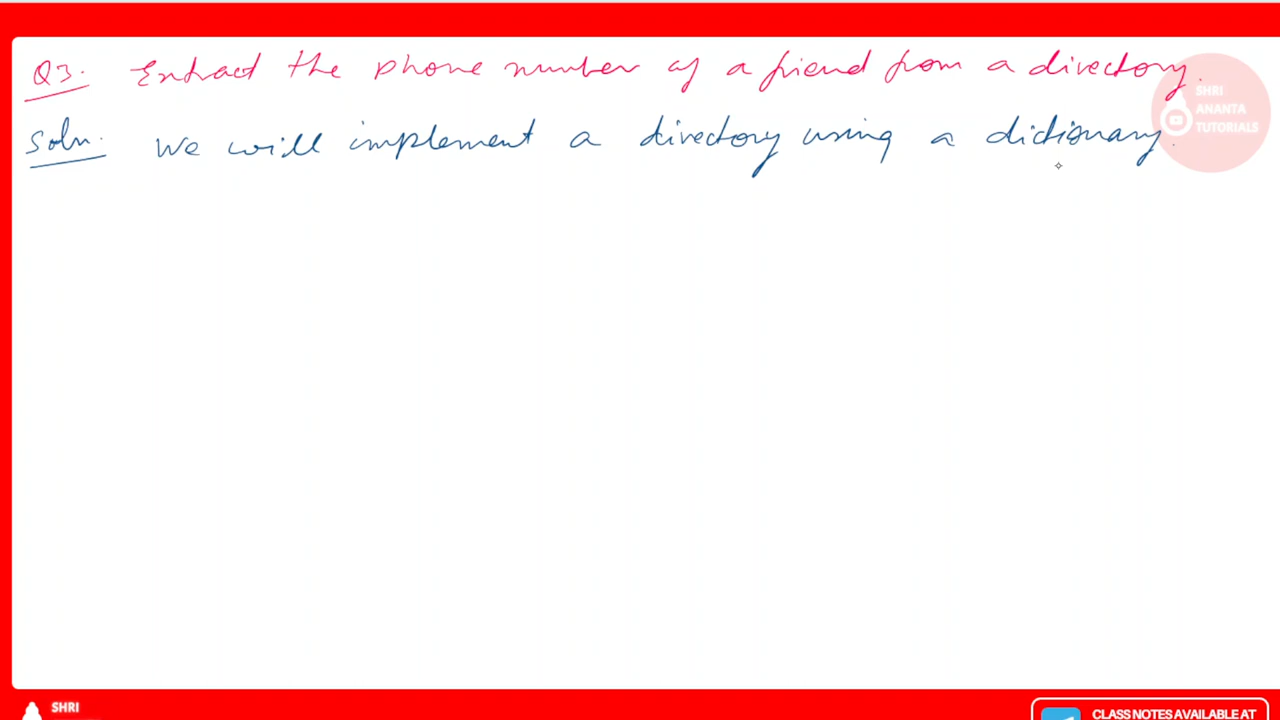 Q3. Extract the phone number of a friend from a directory.
Soln. We will implement a directory using a dictionary.
SHRI
ANANTA
TUTORIALS
SHRI
CLASS NOTES AVAILABLE AT